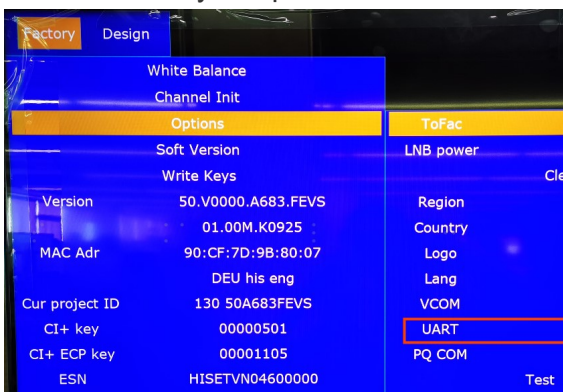 Factory Design
White Balance
Channel Init
Options ToFac
Soft Version LNB power
Write Keys Cle
Version 50.V0000.A683.FEVS Region
01.00M.K0925 Country
MAC Adr 90:CF:7D:9B:80:07 Logo
DEU his eng Lang
Cur project ID 130 50A683FEVS VCOM
CI+ key 00000501 UART
CI+ ECP key 00001105 PQ COM
ESN HISETVN04600000 Test